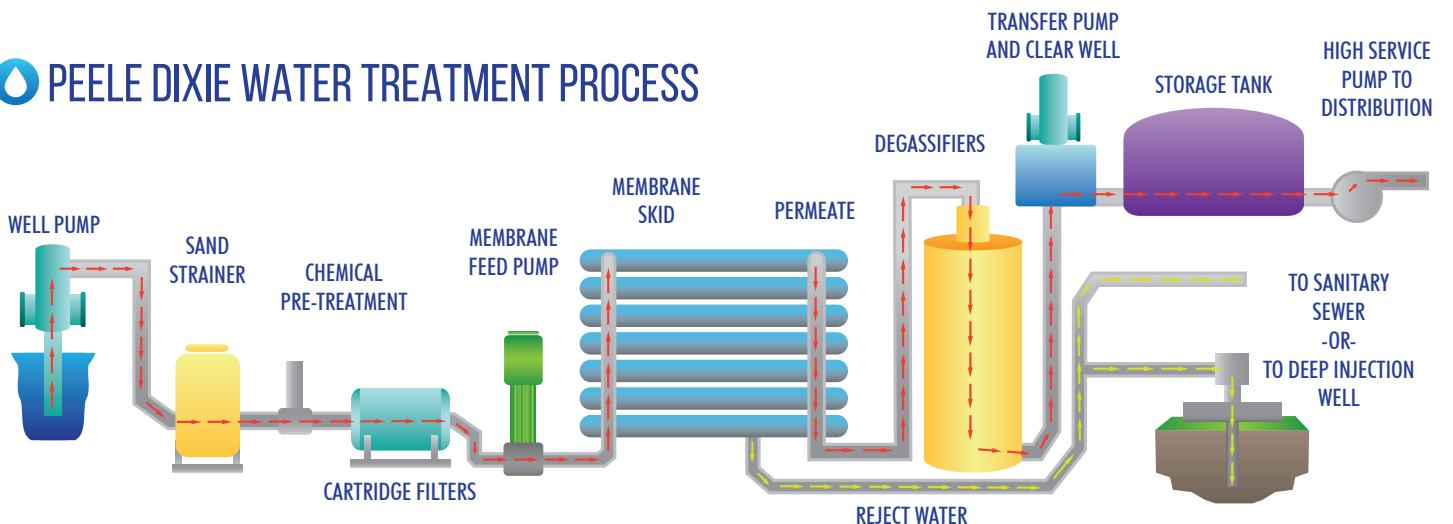 PEELE DIXIE WATER TREATMENT PROCESS
WELL PUMP
SAND
STRAINER
CHEMICAL
PRE-TREATMENT
CARTRIDGE FILTERS
MEMBRANE
FEED PUMP
MEMBRANE
SKID
PERMEATE
DEGASSIFIERS
TRANSFER PUMP
AND CLEAR WELL
STORAGE TANK
HIGH SERVICE
PUMP TO
DISTRIBUTION
TO SANITARY
SEWER
-OR-
TO DEEP INJECTION
WELL
REJECT WATER